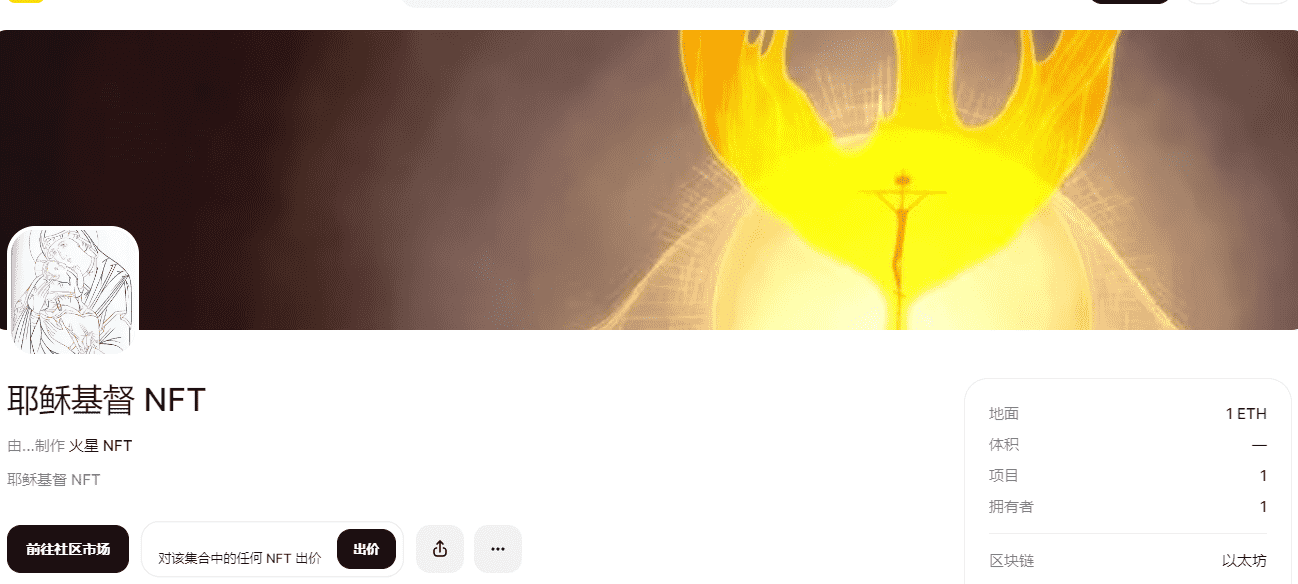 耶稣基督 NFT
由...制作 火星 NFT
耶稣基督 NFT
前往社区市场
对该集合中的任何 NFT 出价
出价
地面 1 ETH
体积 —
项目 1
拥有者 1
区块链 以太坊